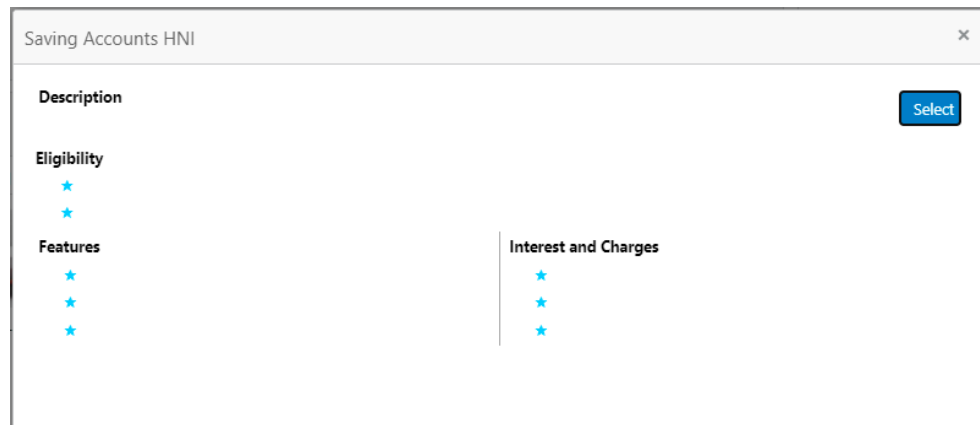 Saving Accounts HNI ×
Description
Select
Eligibility
★
★
Features
★
★
★
Interest and Charges
★
★
★